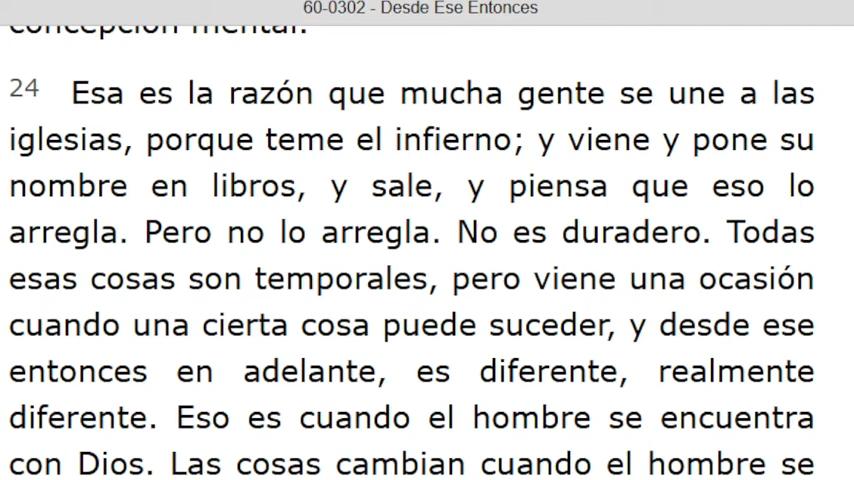 60-0302 - Desde Ese Entonces
concepción mental.
24 Esa es la razón que mucha gente se une a las
iglesias, porque teme el infierno; y viene y pone su
nombre en libros, y sale, y piensa que eso lo
arregla. Pero no lo arregla. No es duradero. Todas
esas cosas son temporales, pero viene una ocasión
cuando una cierta cosa puede suceder, y desde ese
entonces en adelante, es diferente, realmente
diferente. Eso es cuando el hombre se encuentra
con Dios. Las cosas cambian cuando el hombre se